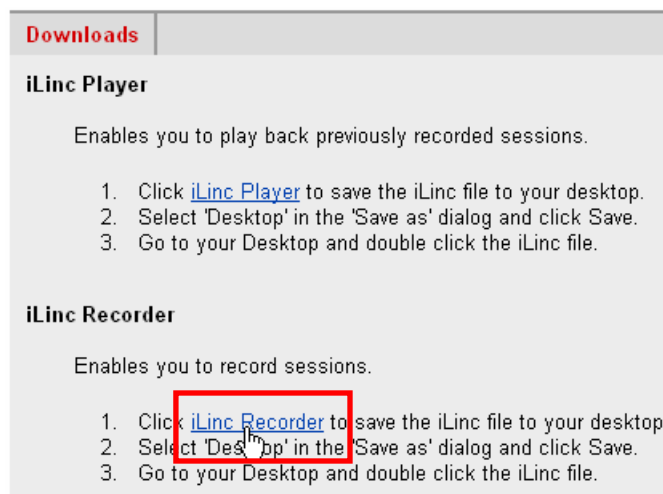 Downloads
iLinc Player
Enables you to play back previously recorded sessions.
1. Click iLinc Player to save the iLinc file to your desktop.
2. Select 'Desktop' in the 'Save as' dialog and click Save.
3. Go to your Desktop and double click the iLinc file.
iLinc Recorder
Enables you to record sessions.
1. Click iLinc Recorder to save the iLinc file to your desktop
2. Select 'Desktop' in the 'Save as' dialog and click Save.
3. Go to your Desktop and double click the iLinc file.